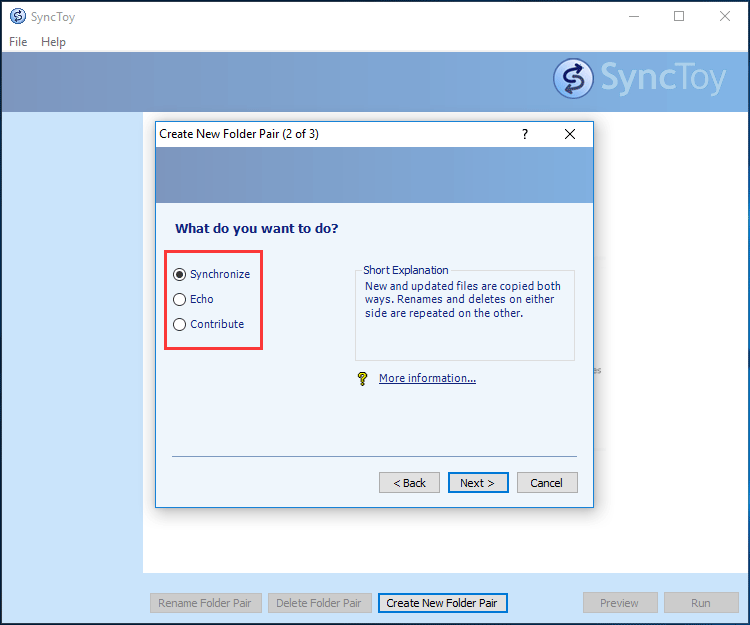 SyncToy
File Help
SyncToy
Create New Folder Pair (2 of 3)
?
What do you want to do?
Synchronize
Echo
Contribute
Short Explanation
New and updated files are copied both
ways. Renames and deletes on either
side are repeated on the other.
More information...
< Back Next > Cancel
Rename Folder Pair Delete Folder Pair Create New Folder Pair Preview Run